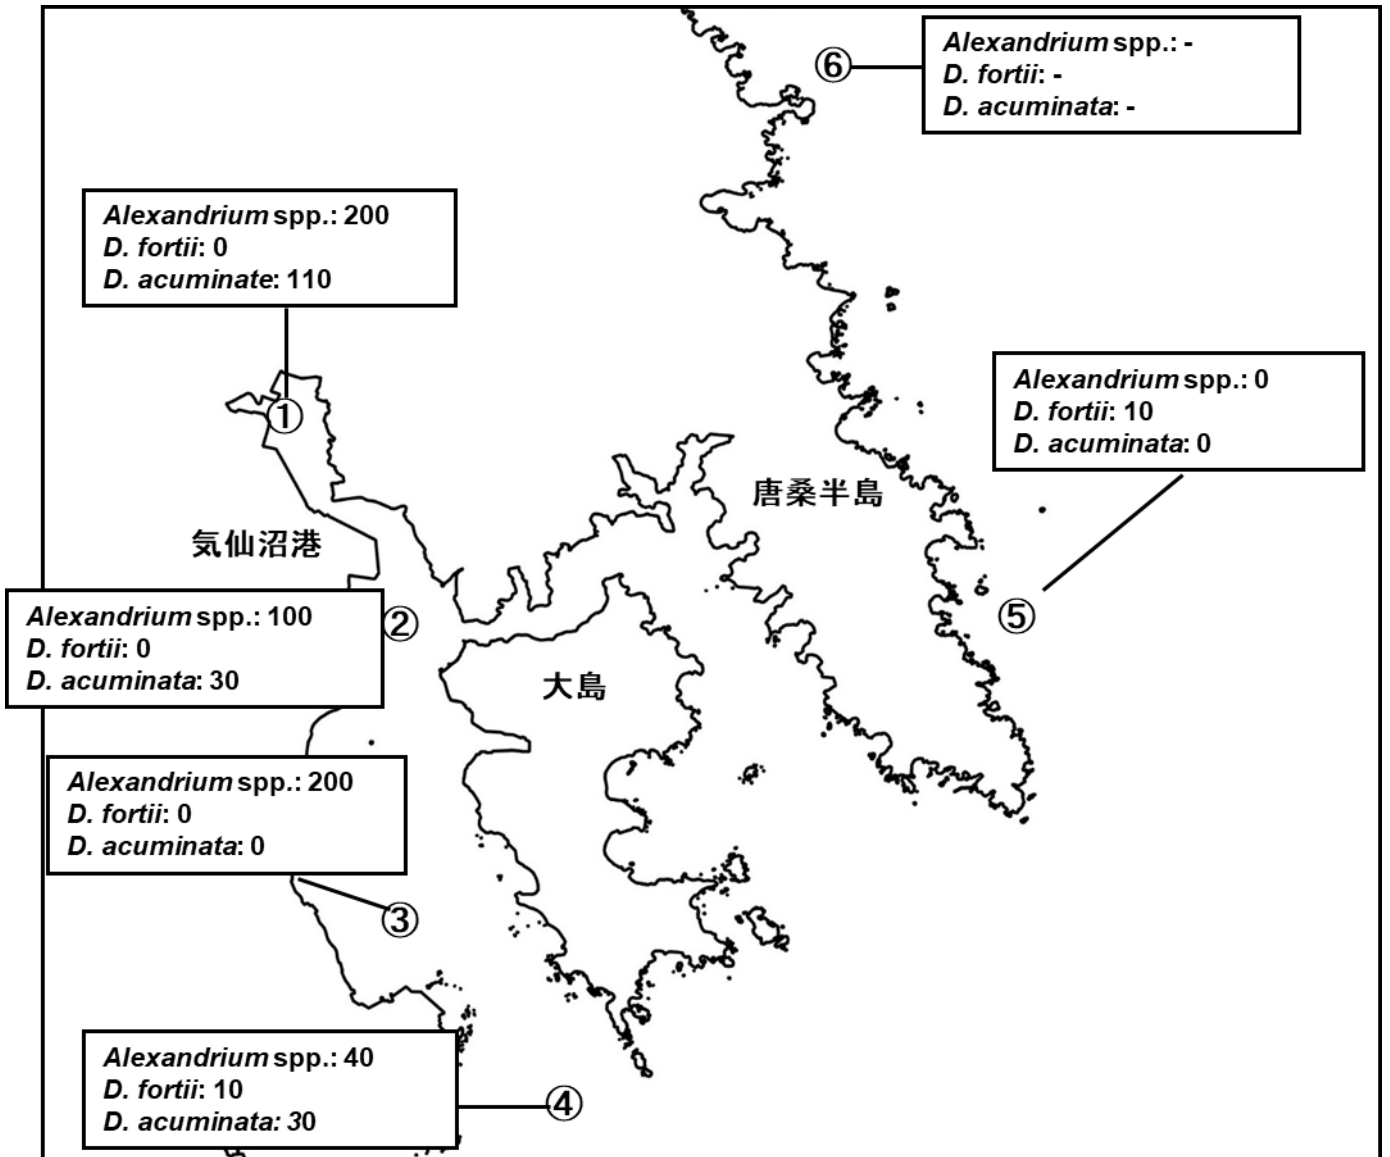 ⑥
Alexandrium spp.: -
D. fortii: -
D. acuminata: -
Alexandrium spp.: 200
D. fortii: 0
D. acuminate: 110
①
Alexandrium spp.: 0
D. fortii: 10
D. acuminata: 0
唐桑半島
気仙沼港
⑤
Alexandrium spp.: 100
D. fortii: 0
D. acuminata: 30
②
大島
Alexandrium spp.: 200
D. fortii: 0
D. acuminata: 0
③
Alexandrium spp.: 40
D. fortii: 10
D. acuminata: 30
④